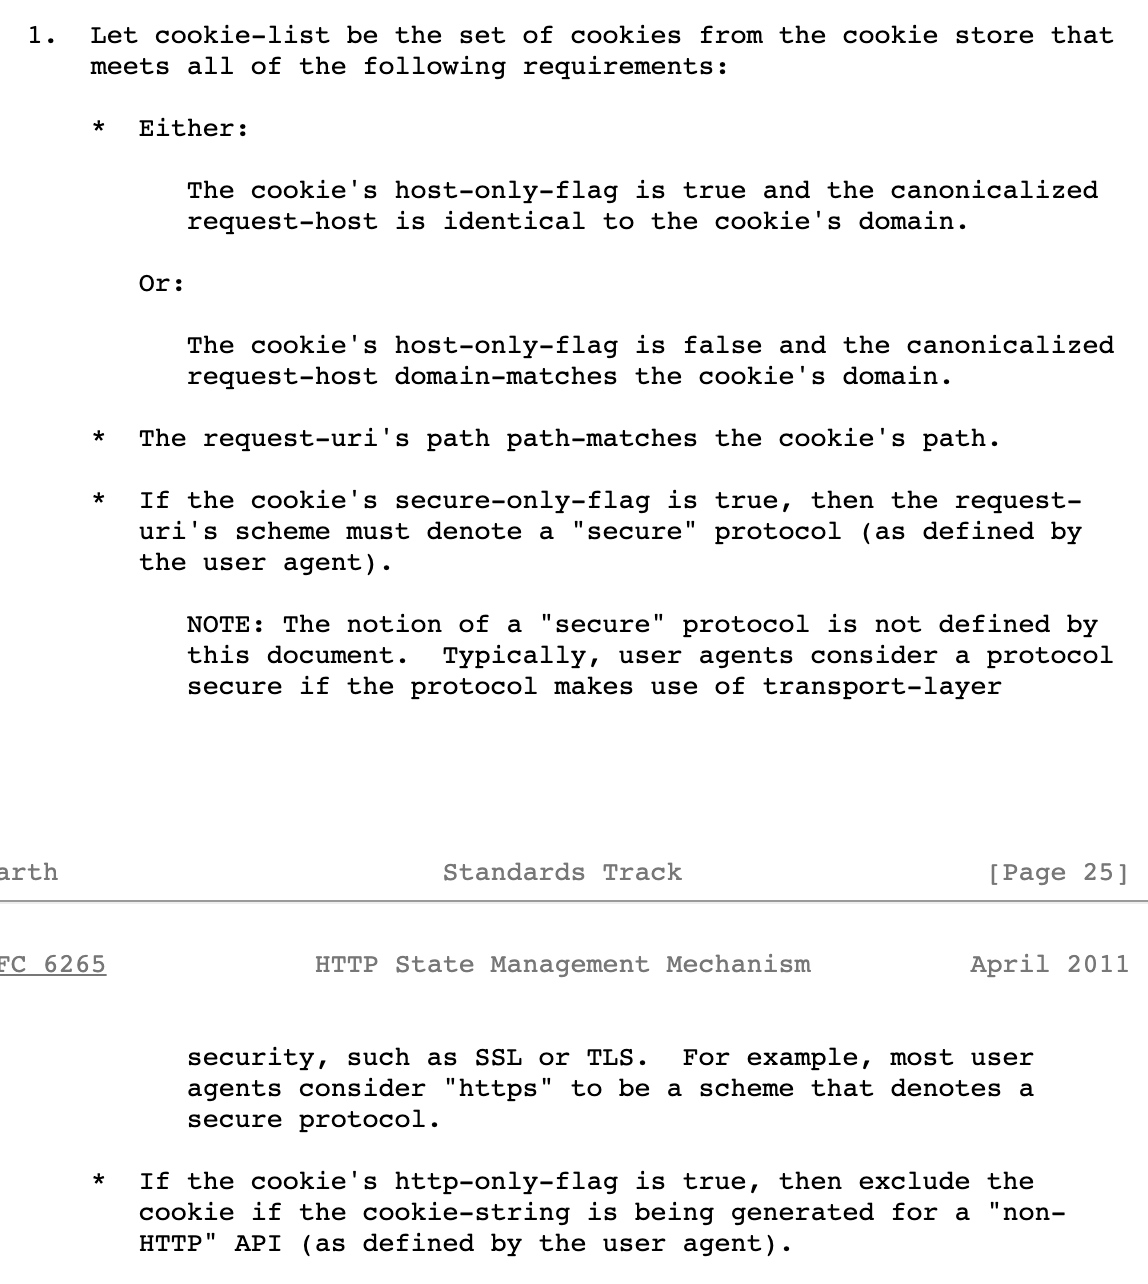 1.  Let cookie-list be the set of cookies from the cookie store that
meets all of the following requirements:
*  Either:
The cookie's host-only-flag is true and the canonicalized
request-host is identical to the cookie's domain.
Or:
The cookie's host-only-flag is false and the canonicalized
request-host domain-matches the cookie's domain.
*  The request-uri's path path-matches the cookie's path.
*  If the cookie's secure-only-flag is true, then the request-
uri's scheme must denote a "secure" protocol (as defined by
the user agent).
NOTE: The notion of a "secure" protocol is not defined by
this document.  Typically, user agents consider a protocol
secure if the protocol makes use of transport-layer
arth Standards Track [Page 25]
FC 6265 HTTP State Management Mechanism April 2011
security, such as SSL or TLS.  For example, most user
agents consider "https" to be a scheme that denotes a
secure protocol.
*  If the cookie's http-only-flag is true, then exclude the
cookie if the cookie-string is being generated for a "non-
HTTP" API (as defined by the user agent).